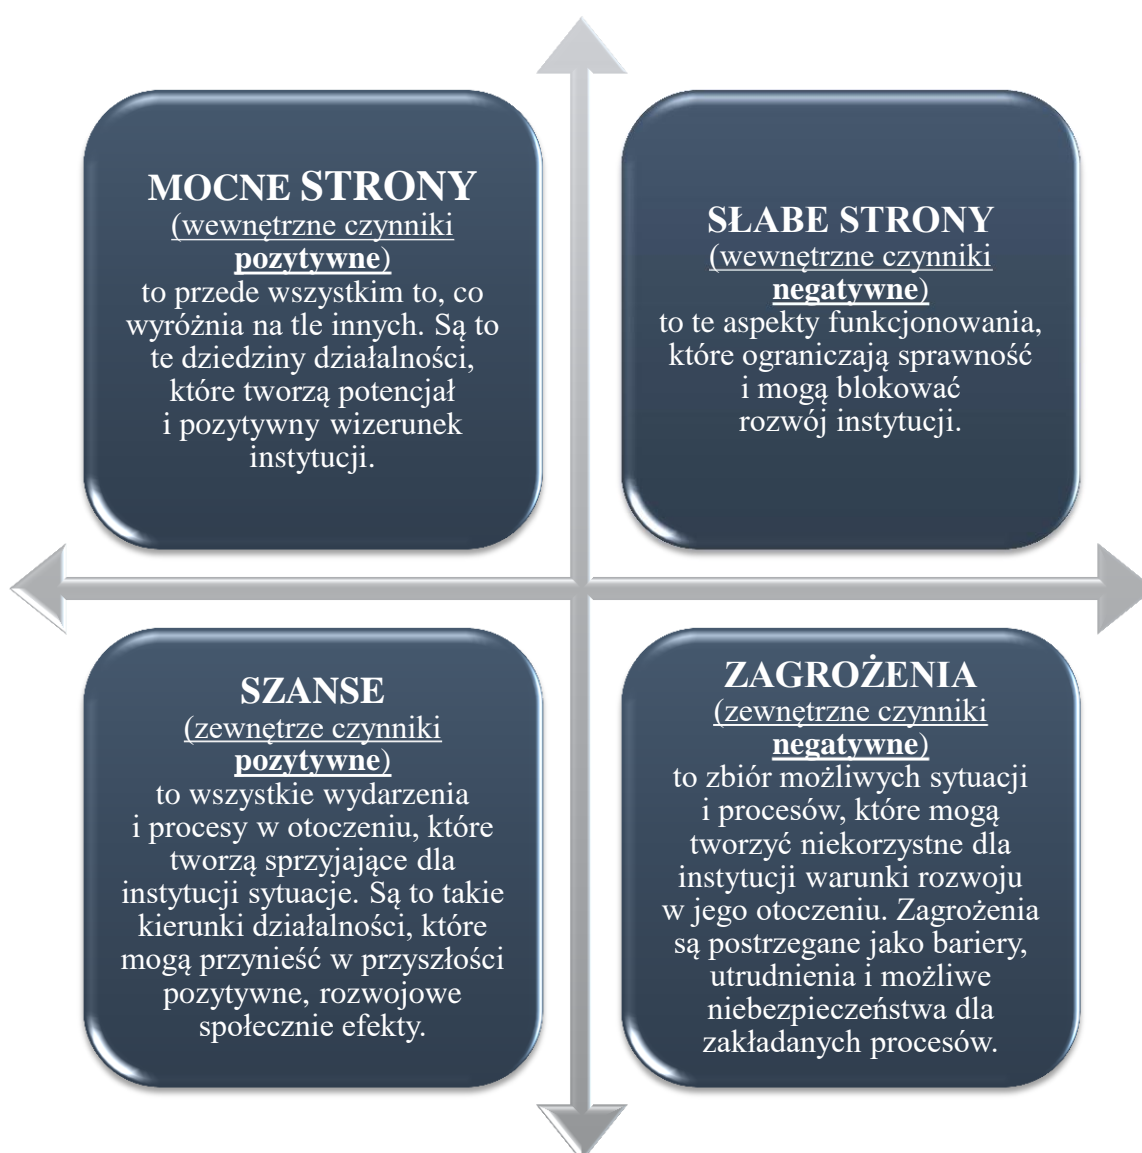 MOCNE STRONY
(wewnętrzne czynniki
pozytywne)
to przede wszystkim to, co
wyróżnia na tle innych. Są to
te dziedziny działalności,
które tworzą potencjał
i pozytywny wizerunek
instytucji.
SŁABE STRONY
(wewnętrzne czynniki
negatywne)
to te aspekty funkcjonowania,
które ograniczają sprawność
i mogą blokować
rozwój instytucji.
SZANSE
(zewnętrze czynniki
pozytywne)
to wszystkie wydarzenia
i procesy w otoczeniu, które
tworzą sprzyjające dla
instytucji sytuacje. Są to takie
kierunki działalności, które
mogą przynieść w przyszłości
pozytywne, rozwojowe
społecznie efekty.
ZAGROŻENIA
(zewnętrzne czynniki
negatywne)
to zbiór możliwych sytuacji
i procesów, które mogą
tworzyć niekorzystne dla
instytucji warunki rozwoju
w jego otoczeniu. Zagrożenia
są postrzegane jako bariery,
utrudnienia i możliwe
niebezpieczeństwa dla
zakładanych procesów.